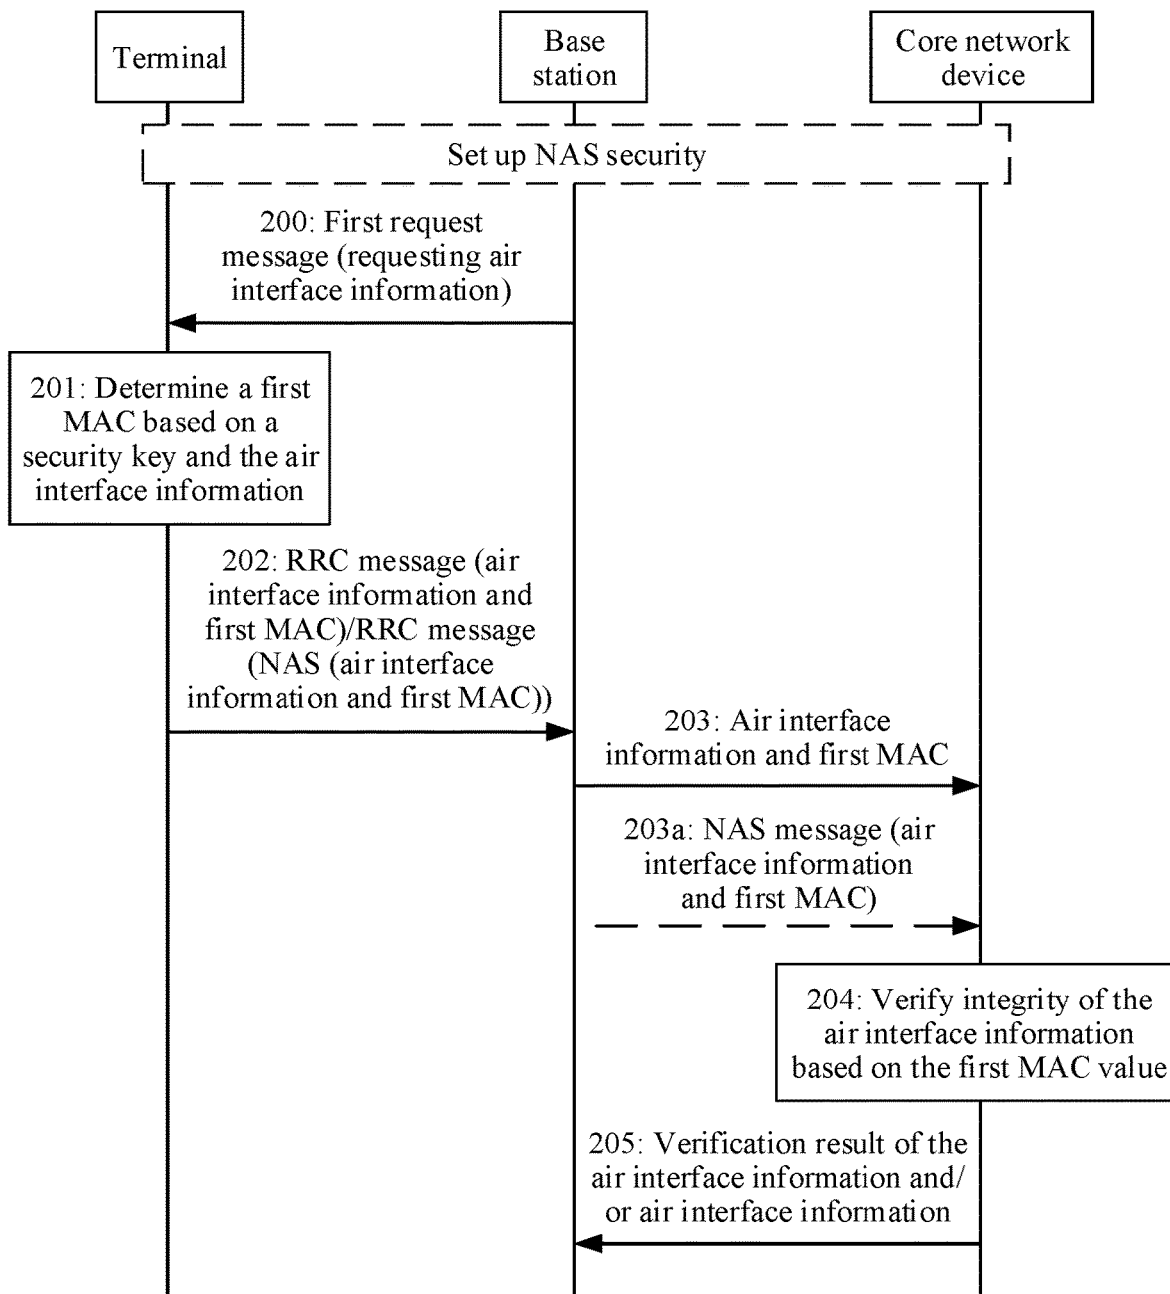 Terminal
Base
station
Core network
device
Set up NAS security
200: First request
message (requesting air
interface information)
201: Determine a first
MAC based on a
security key and the air
interface information
202: RRC message (air
interface information and
first MAC)/RRC message
(NAS (air interface
information and first MAC))
203: Air interface
information and first MAC
203a: NAS message (air
interface information
and first MAC)
204: Verify integrity of the
air interface information
based on the first MAC value
205: Verification result of the
air interface information and/
or air interface information